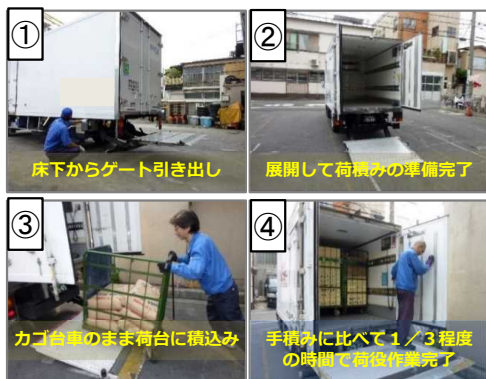 ①
床下からゲート引き出し
②
展開して荷積みの準備完了
③
カゴ台車のまま荷台に積込み
④
手積みに比べて１／３程度
の時間で荷役作業完了